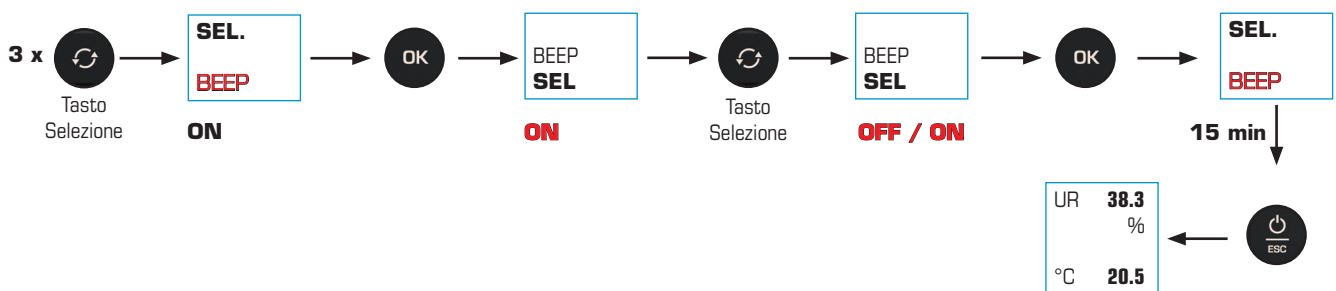 3 x
Tasto
Selezione
SEL.
BEEP
ON
OK
BEEP
SEL
ON
Tasto
Selezione
BEEP
SEL
OFF / ON
OK
SEL.
BEEP
15 min
ESC
UR 38.3
%
°C 20.5